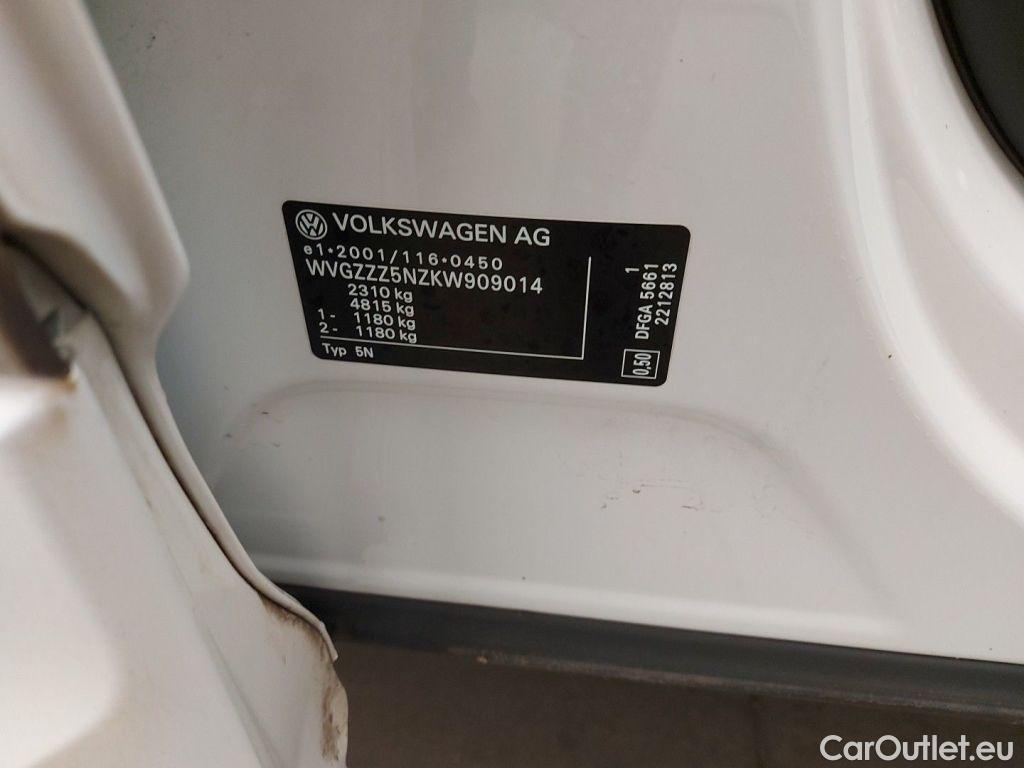 VOLKSWAGEN AG
e1*2001/116*0450
WVGZZZ5NZKW909014
2310 kg
4815 kg
1- 1180 kg
2- 1180 kg
Typ 5N
1
DFGA 5661
2212813
0,50
CarOutlet.eu